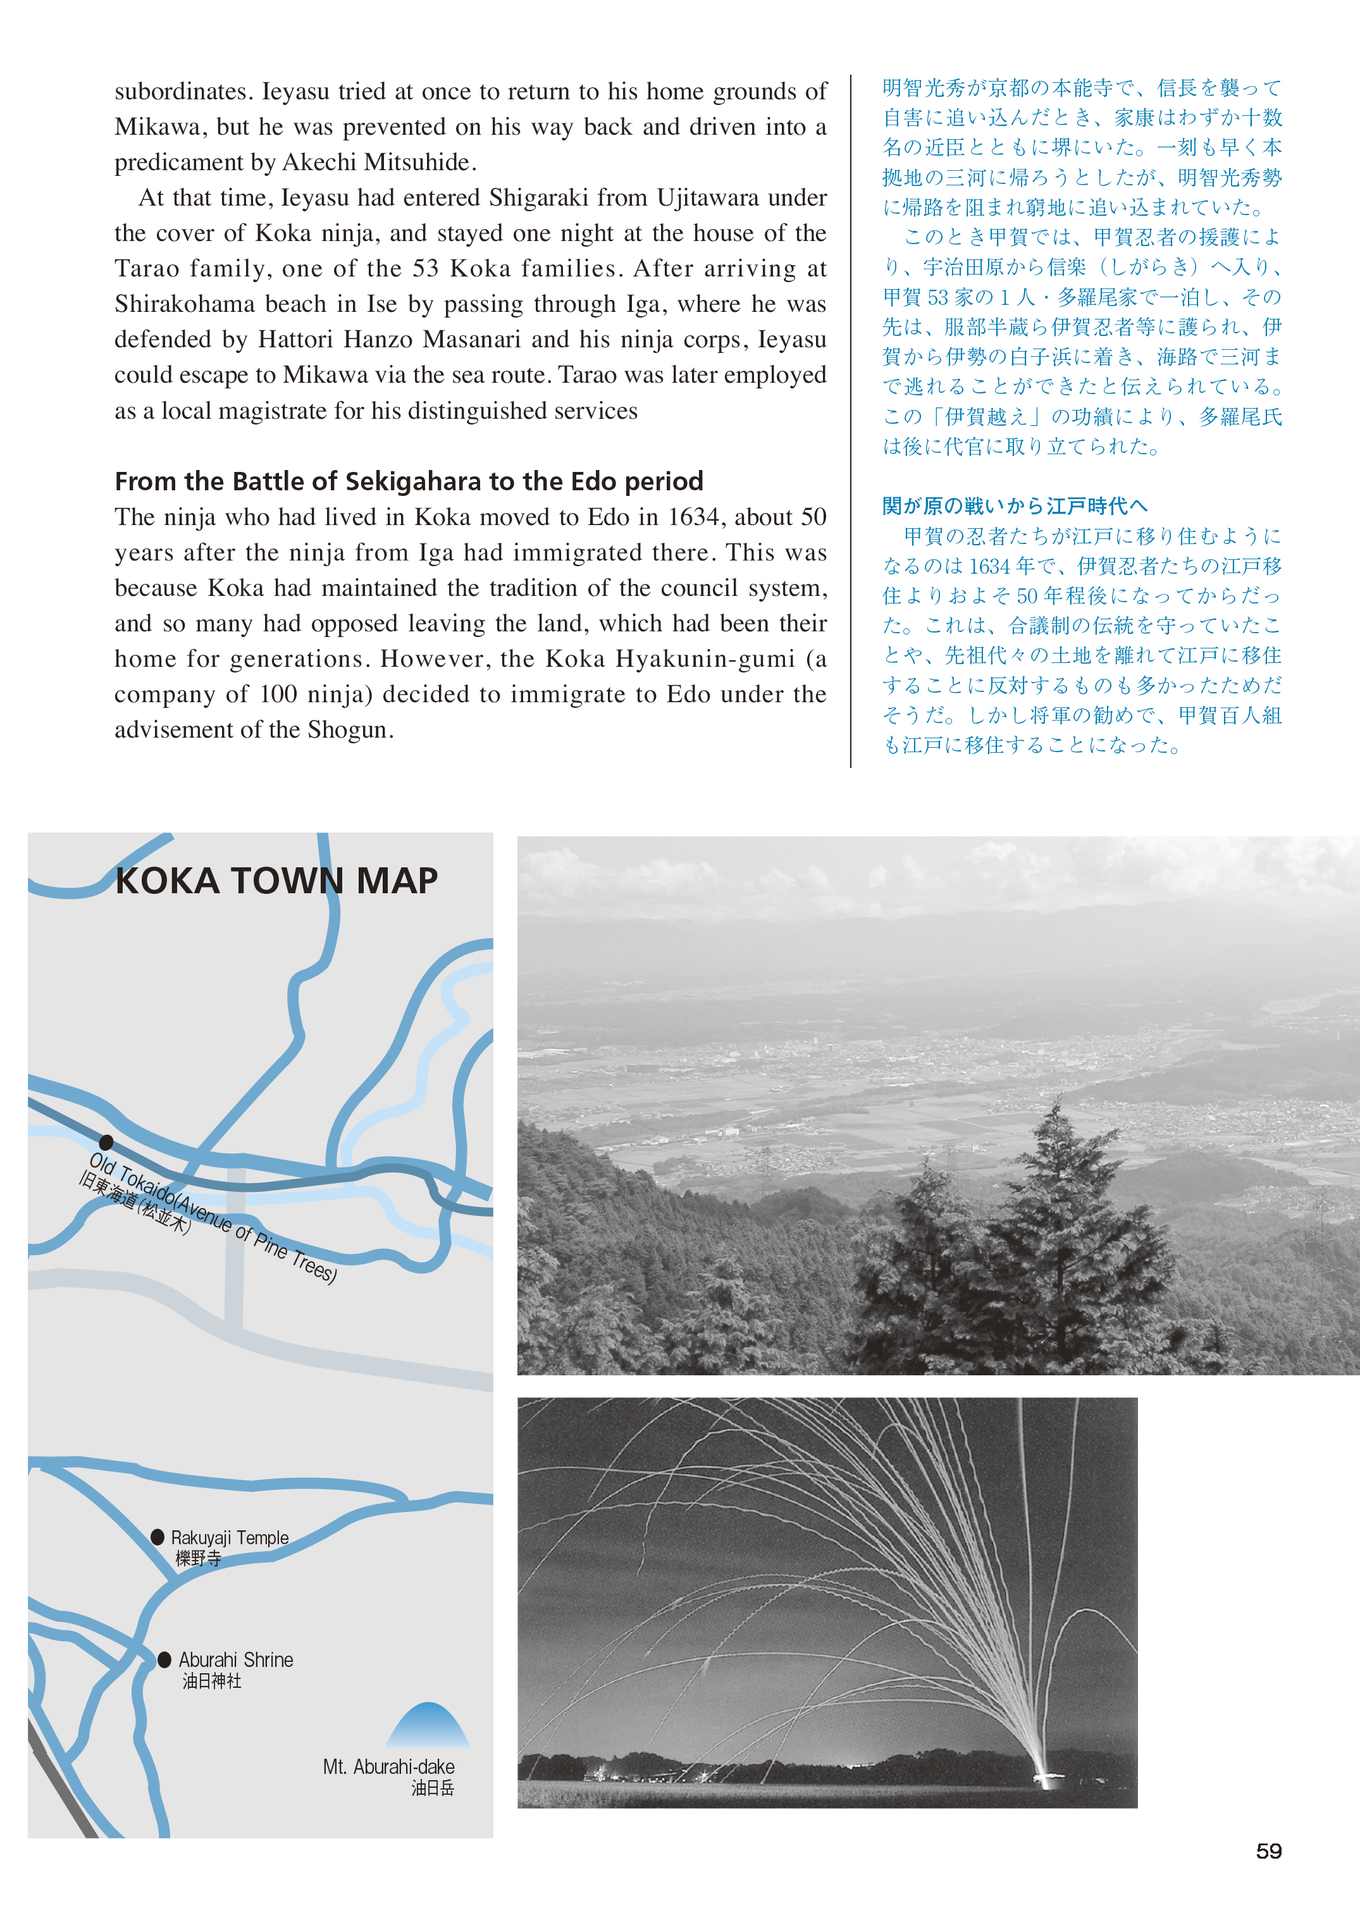 subordinates. Ieyasu tried at once to return to his home grounds of
Mikawa, but he was prevented on his way back and driven into a
predicament by Akechi Mitsuhide.
At that time, Ieyasu had entered Shigaraki from Ujitawara under
the cover of Koka ninja, and stayed one night at the house of the
Tarao family, one of the 53 Koka families. After arriving at
Shirakohama beach in Ise by passing through Iga, where he was
defended by Hattori Hanzo Masanari and his ninja corps, Ieyasu
could escape to Mikawa via the sea route. Tarao was later employed
as a local magistrate for his distinguished services
From the Battle of Sekigahara to the Edo period
The ninja who had lived in Koka moved to Edo in 1634, about 50
years after the ninja from Iga had immigrated there. This was
because Koka had maintained the tradition of the council system,
and so many had opposed leaving the land, which had been their
home for generations. However, the Koka Hyakunin-gumi (a
company of 100 ninja) decided to immigrate to Edo under the
advisement of the Shogun.
明智光秀が京都の本能寺で、信長を襲って
自害に追い込んだとき、家康はわずか十数
名の近臣とともに堺にいた。一刻も早く本
拠地の三河に帰ろうとしたが、明智光秀勢
に帰路を阻まれ窮地に追い込まれていた。
このとき甲賀では、甲賀忍者の援護によ
り、宇治田原から信楽（しがらき）へ入り、
甲賀 53 家の 1 人・多羅尾家で一泊し、その
先は、服部半蔵ら伊賀忍者等に護られ、伊
賀から伊勢の白子浜に着き、海路で三河ま
で逃れることができたと伝えられている。
この「伊賀越え」の功績により、多羅尾氏
は後に代官に取り立てられた。
関が原の戦いから江戸時代へ
甲賀の忍者たちが江戸に移り住むように
なるのは 1634 年で、伊賀忍者たちの江戸移
住よりおよそ 50 年程後になってからだっ
た。これは、合議制の伝統を守っていたこ
とや、先祖代々の土地を離れて江戸に移住
することに反対するものも多かったためだ
そうだ。しかし将軍の勧めで、甲賀百人組
も江戸に移住することになった。
KOKA TOWN MAP
Old Tokaido(Avenue of Pine Trees)
旧東海道(松並木)
Rakuyaji Temple
櫟野寺
Aburahi Shrine
油日神社
Mt. Aburahi-dake
油日岳
59